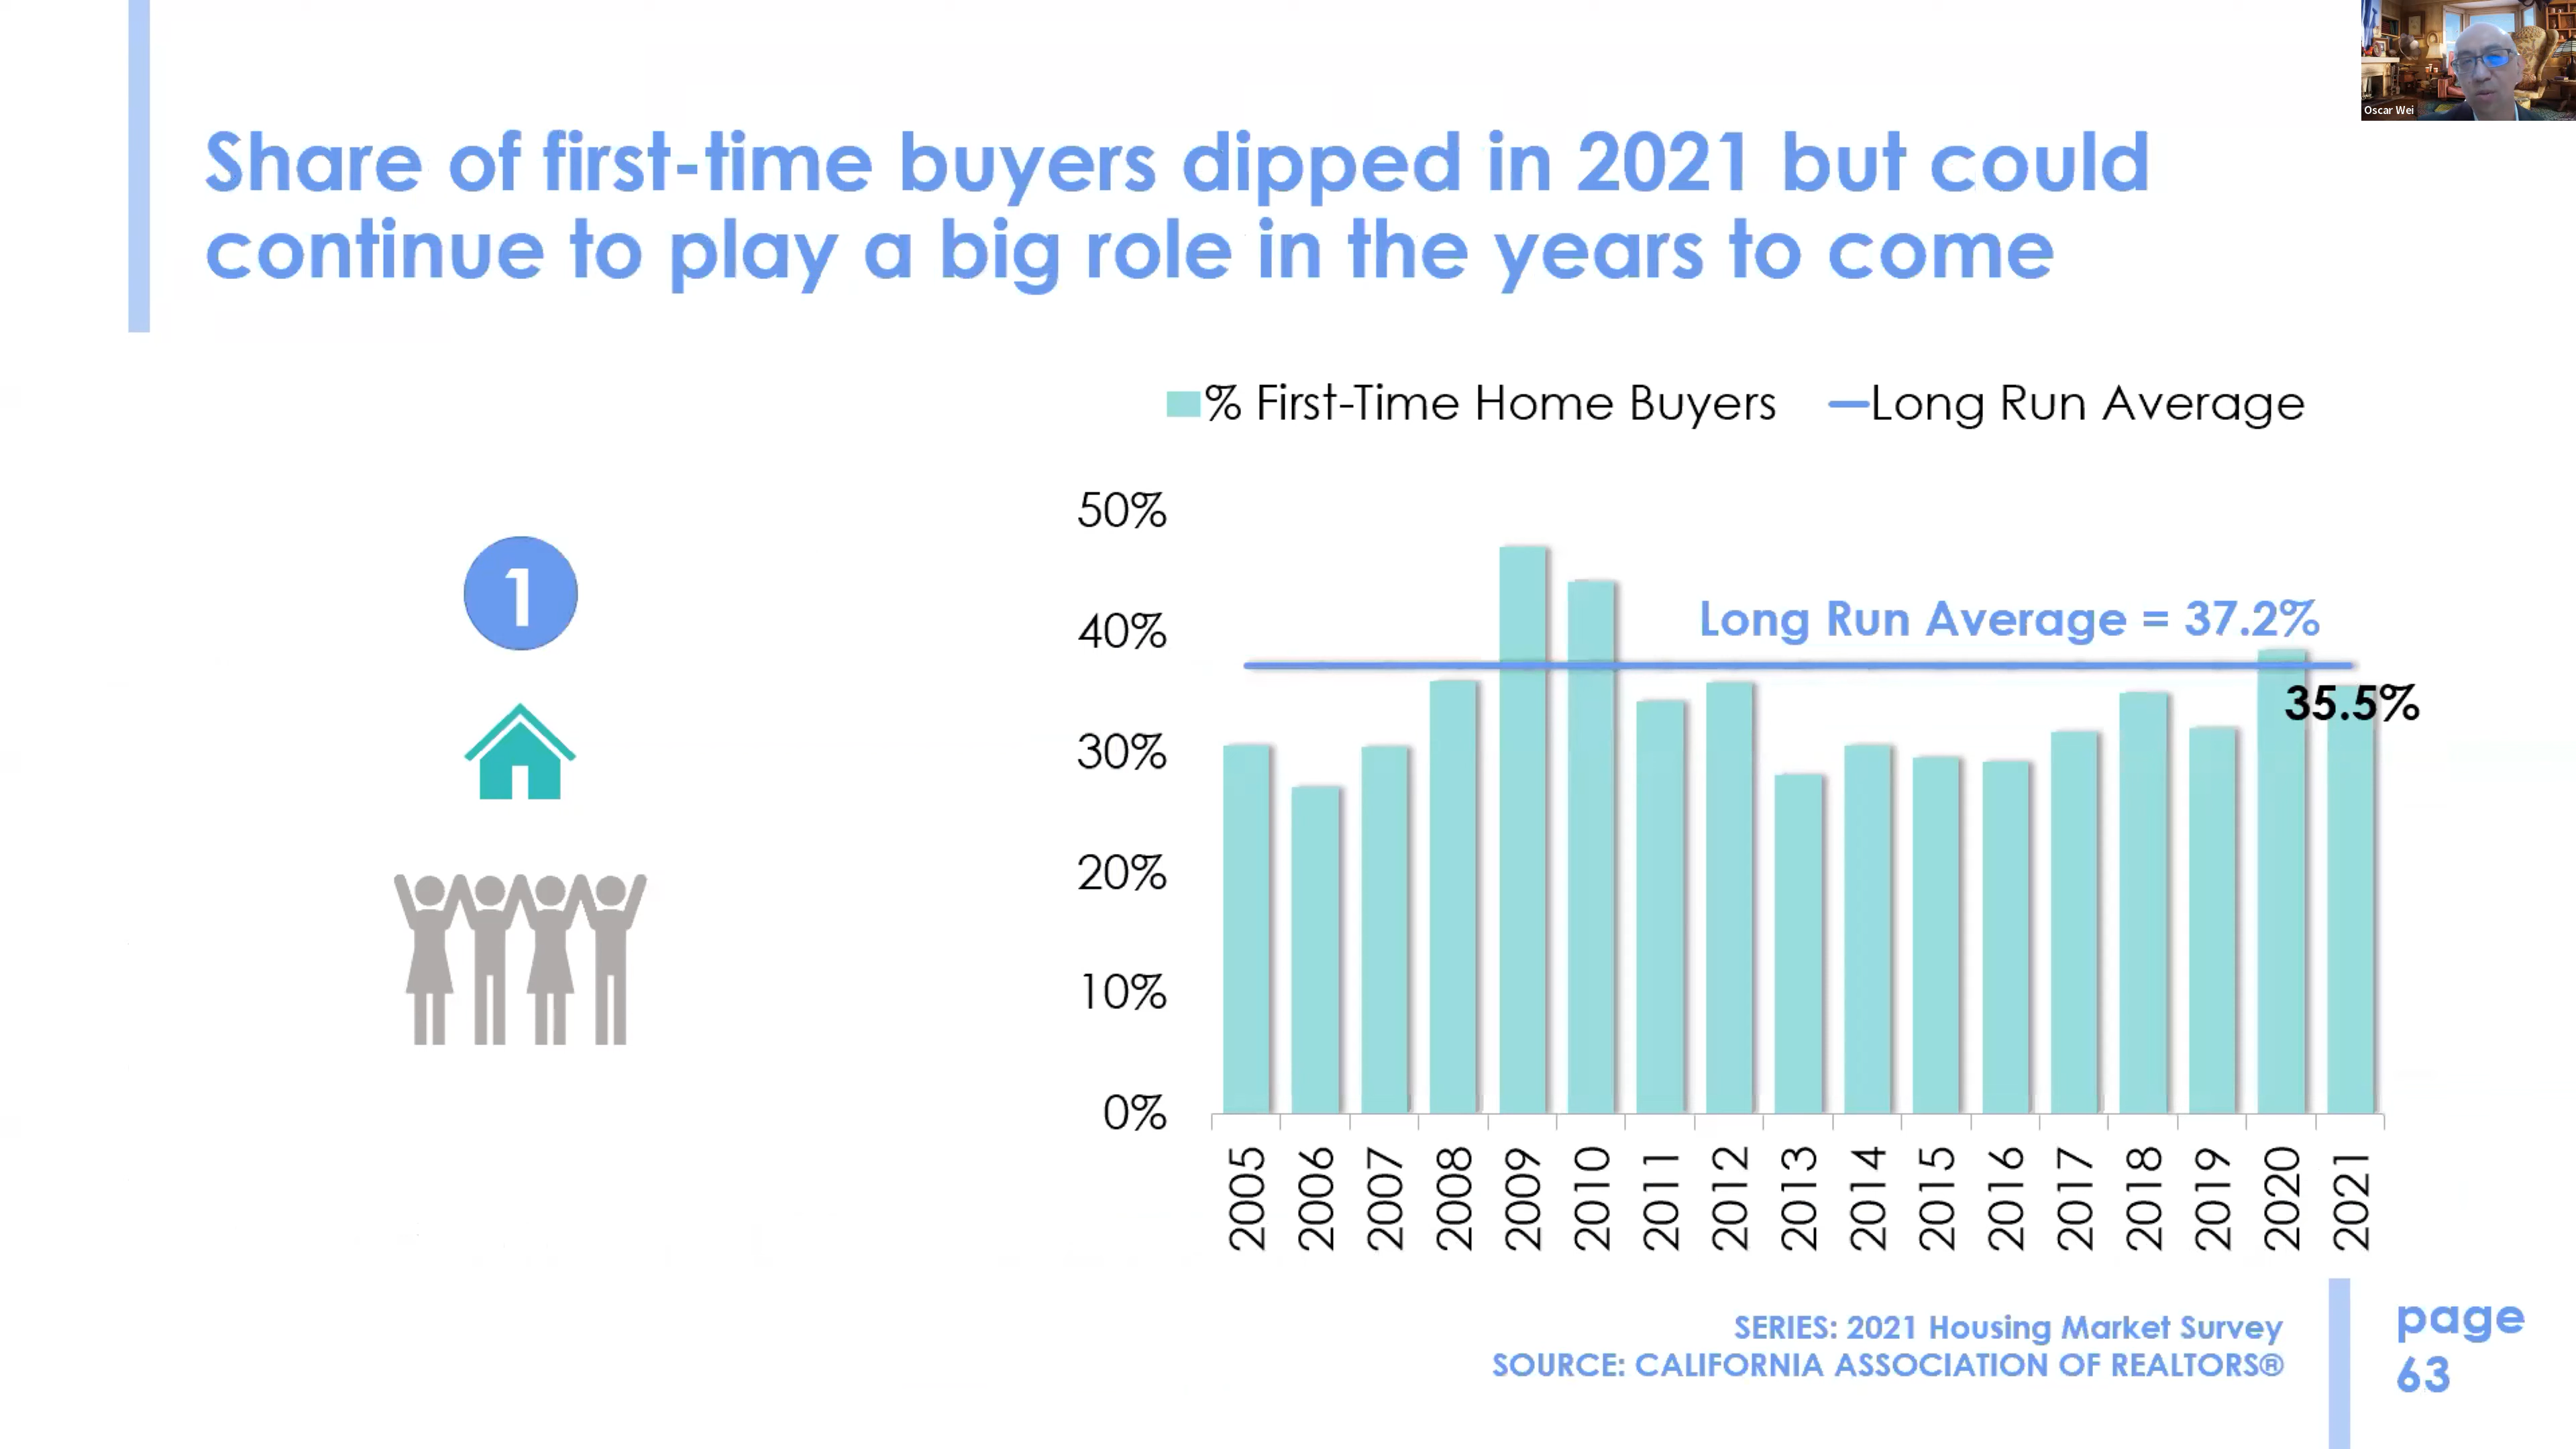 Oscar Wei
Share of first-time buyers dipped in 2021 but could
continue to play a big role in the years to come
% First-Time Home Buyers
Long Run Average
1
50%
40%
30%
20%
10%
0%
Long Run Average = 37.2%
35.5%
2005
2006
2007
2008
2009
2010
2011
2012
2013
2014
2015
2016
2017
2018
2019
2020
2021
SERIES: 2021 Housing Market Survey
SOURCE: CALIFORNIA ASSOCIATION OF REALTORS®
page
63